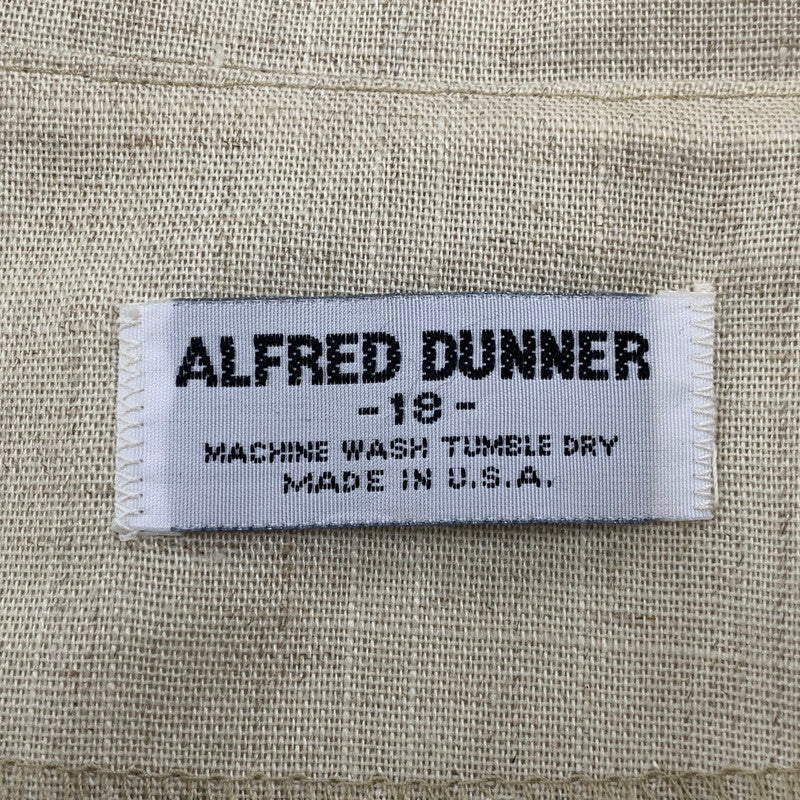 ALFRED DUNNER
-18-
MACHINE WASH TUMBLE DRY
MADE IN U.S.A.